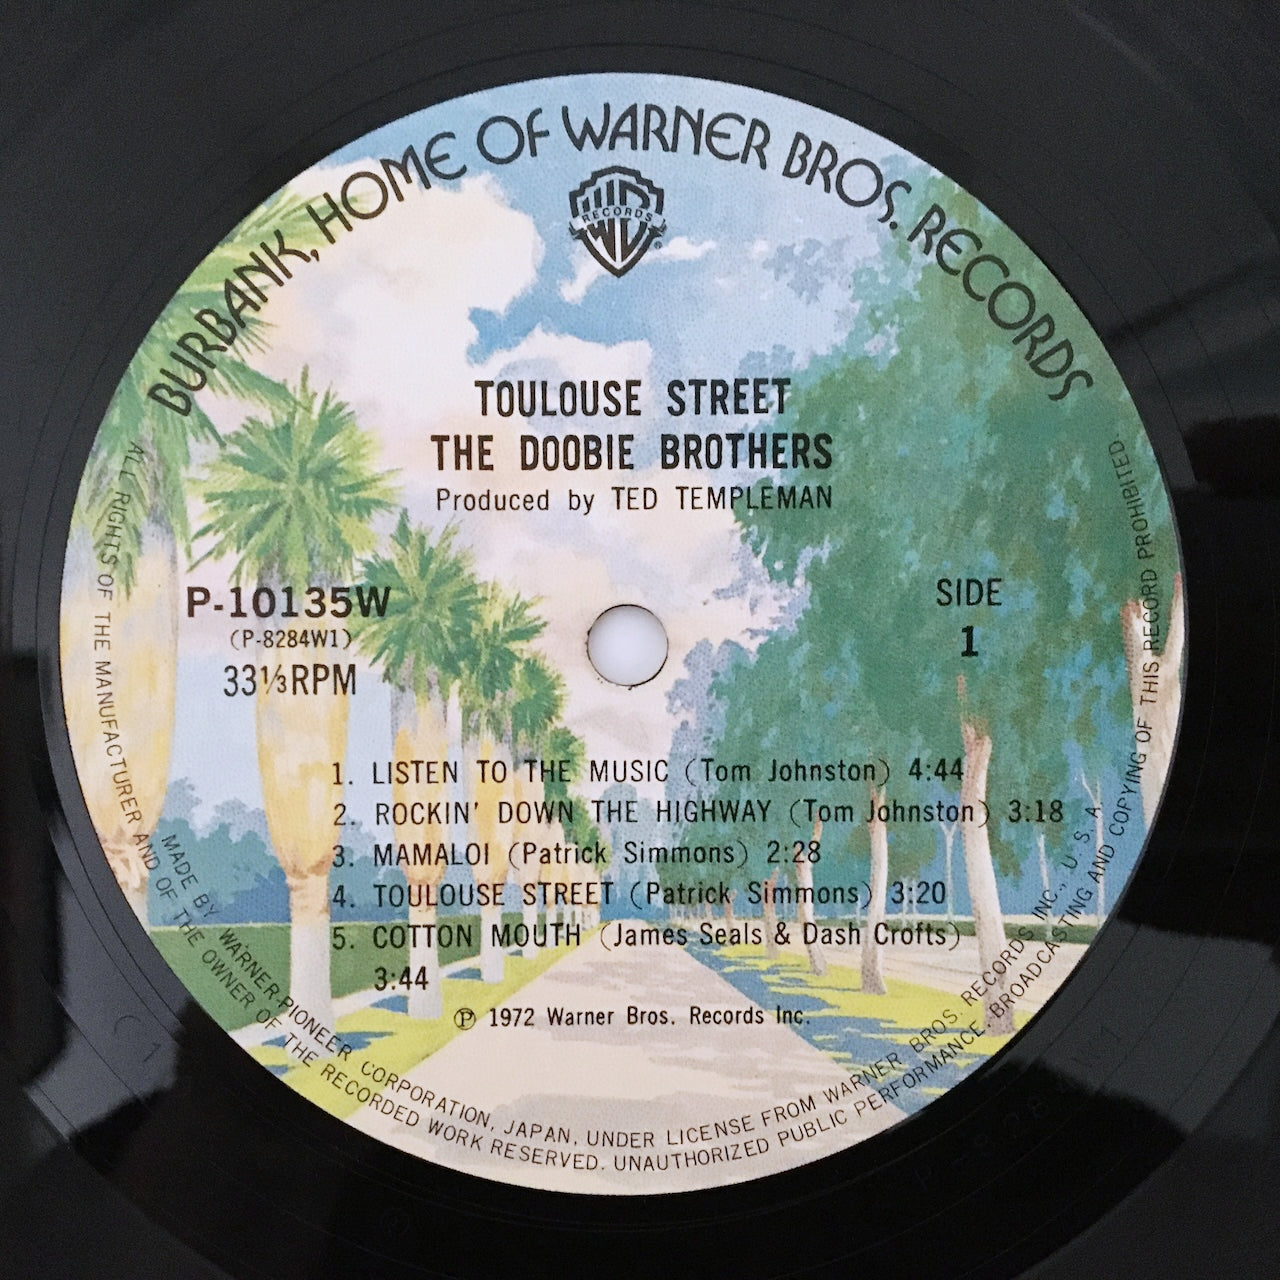 BURBANK, HOME OF WARNER BROS. RECORDS
RECORDS
TOULOUSE STREET
THE DOOBIE BROTHERS
Produced by TED TEMPLEMAN
P-10135W
(P-8284W1)
33⅓RPM
SIDE
1
1. LISTEN TO THE MUSIC (Tom Johnston) 4:44
2. ROCKIN' DOWN THE HIGHWAY (Tom Johnston) 3:18
3. MAMALOI (Patrick Simmons) 2:28
4. TOULOUSE STREET (Patrick Simmons) 3:20
5. COTTON MOUTH (James Seals & Dash Crofts)
3:44
℗ 1972 Warner Bros. Records Inc.
MADE BY WARNER-PIONEER CORPORATION, JAPAN, UNDER LICENSE FROM WARNER BROS. RECORDS INC., U. S. A.
ALL RIGHTS OF THE MANUFACTURER AND OF THE OWNER OF THE RECORDED WORK RESERVED. UNAUTHORIZED PUBLIC PERFORMANCE. BROADCASTING AND COPYING OF THIS RECORD PROHIBITED